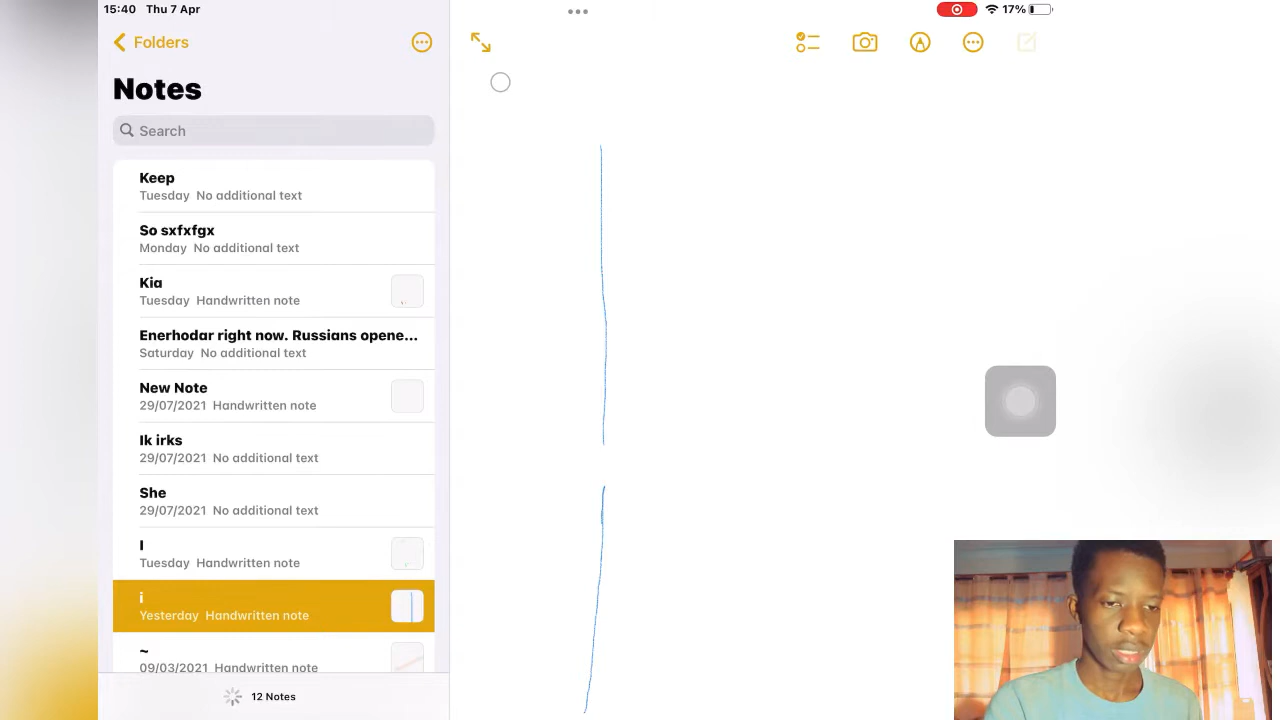 15:40 Thu 7 Apr
17%
Folders
Notes
Search
Keep
Tuesday No additional text
So sxfxfgx
Monday No additional text
Kia
Tuesday Handwritten note
Enerhodar right now. Russians opene...
Saturday No additional text
New Note
29/07/2021 Handwritten note
Ik irks
29/07/2021 No additional text
She
29/07/2021 No additional text
I
Tuesday Handwritten note
i
Yesterday Handwritten note
~
09/03/2021 Handwritten note
12 Notes